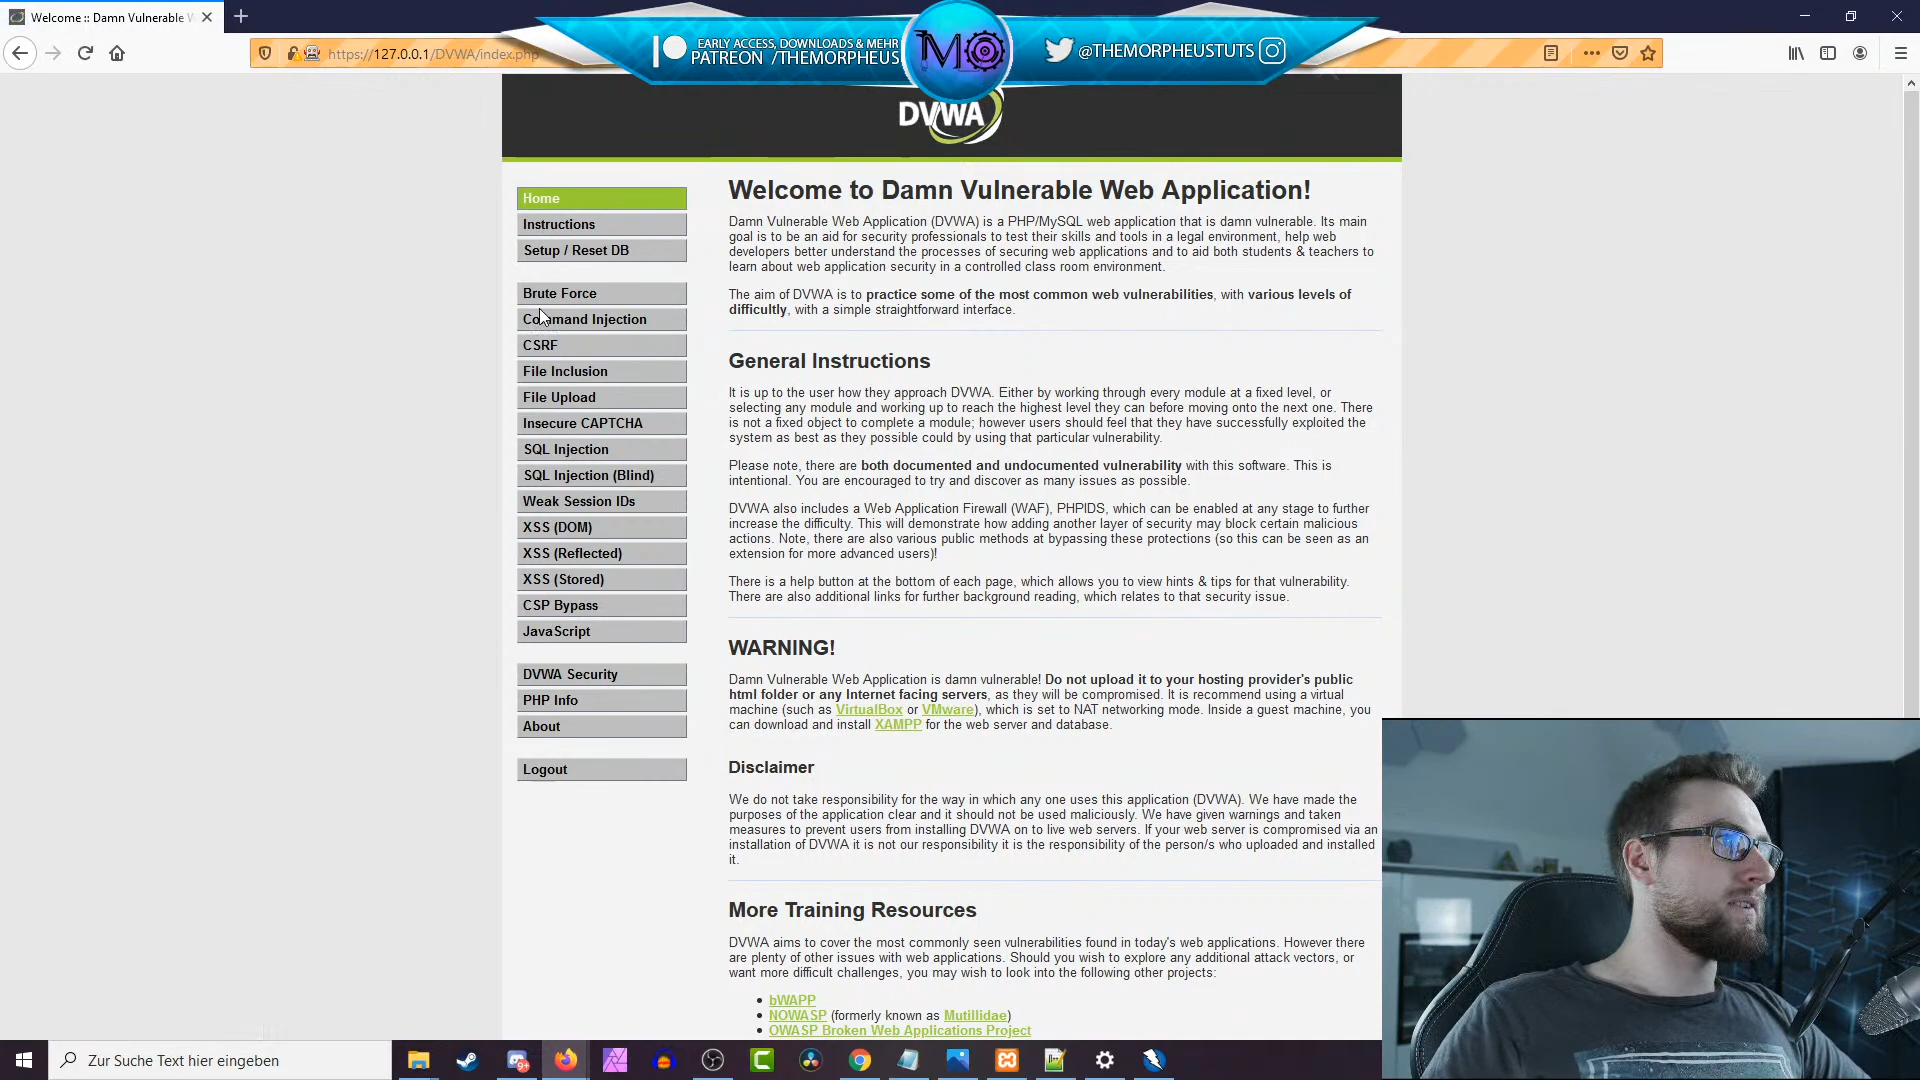 Welcome :: Damn Vulnerable W
https://127.0.0.1/DVWA/index.php
EARLY ACCESS, DOWNLOADS & MEHR
PATREON /THEMORPHEUS
MO
@THEMORPHEUSTUTS
DVWA
Home
Instructions
Setup / Reset DB
Brute Force
Command Injection
CSRF
File Inclusion
File Upload
Insecure CAPTCHA
SQL Injection
SQL Injection (Blind)
Weak Session IDs
XSS (DOM)
XSS (Reflected)
XSS (Stored)
CSP Bypass
JavaScript
DVWA Security
PHP Info
About
Logout
Welcome to Damn Vulnerable Web Application!
Damn Vulnerable Web Application (DVWA) is a PHP/MySQL web application that is damn vulnerable. Its main
goal is to be an aid for security professionals to test their skills and tools in a legal environment, help web
developers better understand the processes of securing web applications and to aid both students & teachers to
learn about web application security in a controlled class room environment.
The aim of DVWA is to practice some of the most common web vulnerabilities, with various levels of
difficultly, with a simple straightforward interface.
General Instructions
It is up to the user how they approach DVWA. Either by working through every module at a fixed level, or
selecting any module and working up to reach the highest level they can before moving onto the next one. There
is not a fixed object to complete a module; however users should feel that they have successfully exploited the
system as best as they possible could by using that particular vulnerability.
Please note, there are both documented and undocumented vulnerability with this software. This is
intentional. You are encouraged to try and discover as many issues as possible.
DVWA also includes a Web Application Firewall (WAF), PHPIDS, which can be enabled at any stage to further
increase the difficulty. This will demonstrate how adding another layer of security may block certain malicious
actions. Note, there are also various public methods at bypassing these protections (so this can be seen as an
extension for more advanced users)!
There is a help button at the bottom of each page, which allows you to view hints & tips for that vulnerability.
There are also additional links for further background reading, which relates to that security issue.
WARNING!
Damn Vulnerable Web Application is damn vulnerable! Do not upload it to your hosting provider's public
html folder or any Internet facing servers, as they will be compromised. It is recommend using a virtual
machine (such as VirtualBox or VMware), which is set to NAT networking mode. Inside a guest machine, you
can download and install XAMPP for the web server and database.
Disclaimer
We do not take responsibility for the way in which any one uses this application (DVWA). We have made the
purposes of the application clear and it should not be used maliciously. We have given warnings and taken
measures to prevent users from installing DVWA on to live web servers. If your web server is compromised via an
installation of DVWA it is not our responsibility it is the responsibility of the person/s who uploaded and installed
it.
More Training Resources
DVWA aims to cover the most commonly seen vulnerabilities found in today's web applications. However there
are plenty of other issues with web applications. Should you wish to explore any additional attack vectors, or
want more difficult challenges, you may wish to look into the following other projects:
• bWAPP
• NOWASP (formerly known as Mutillidae)
• OWASP Broken Web Applications Project
Zur Suche Text hier eingeben
9+